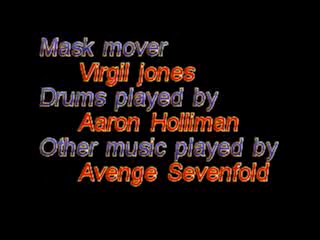 Mask mover
Virgil jones
Drums played by
Aaron Holliman
Other music played by
Avenge Sevenfold